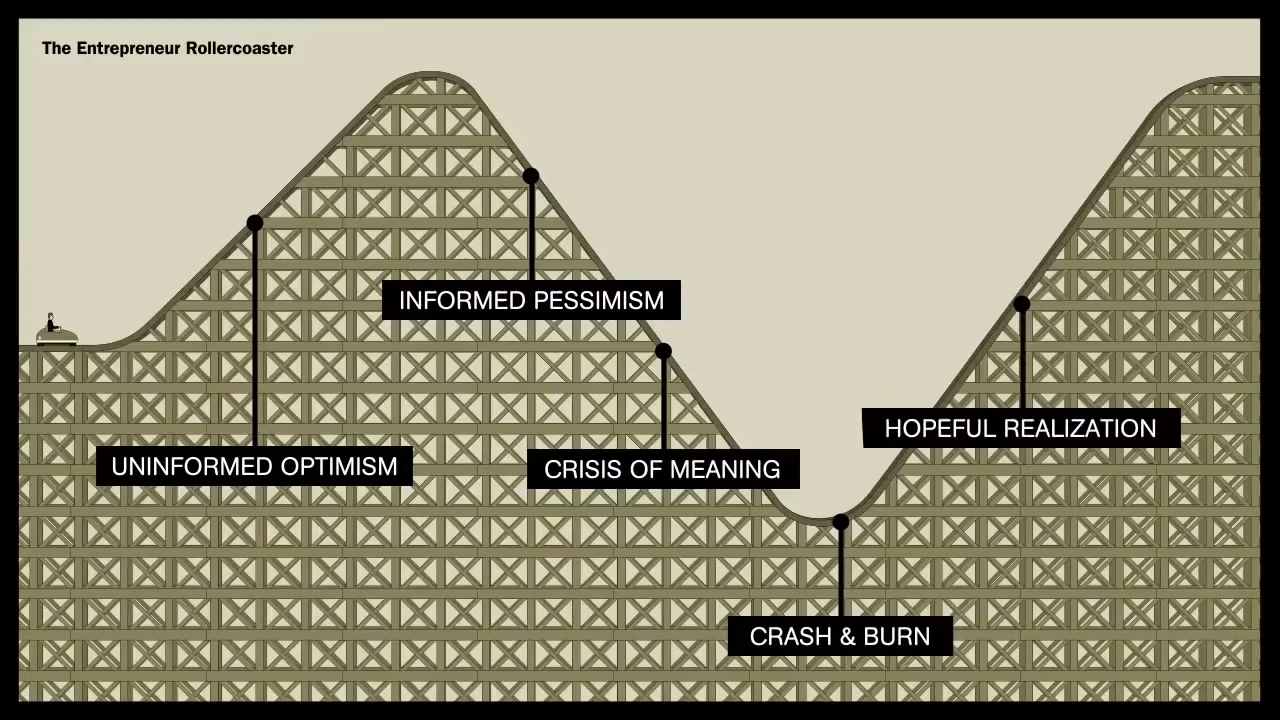 The Entrepreneur Rollercoaster
INFORMED PESSIMISM
HOPEFUL REALIZATION
UNINFORMED OPTIMISM
CRISIS OF MEANING
CRASH & BURN